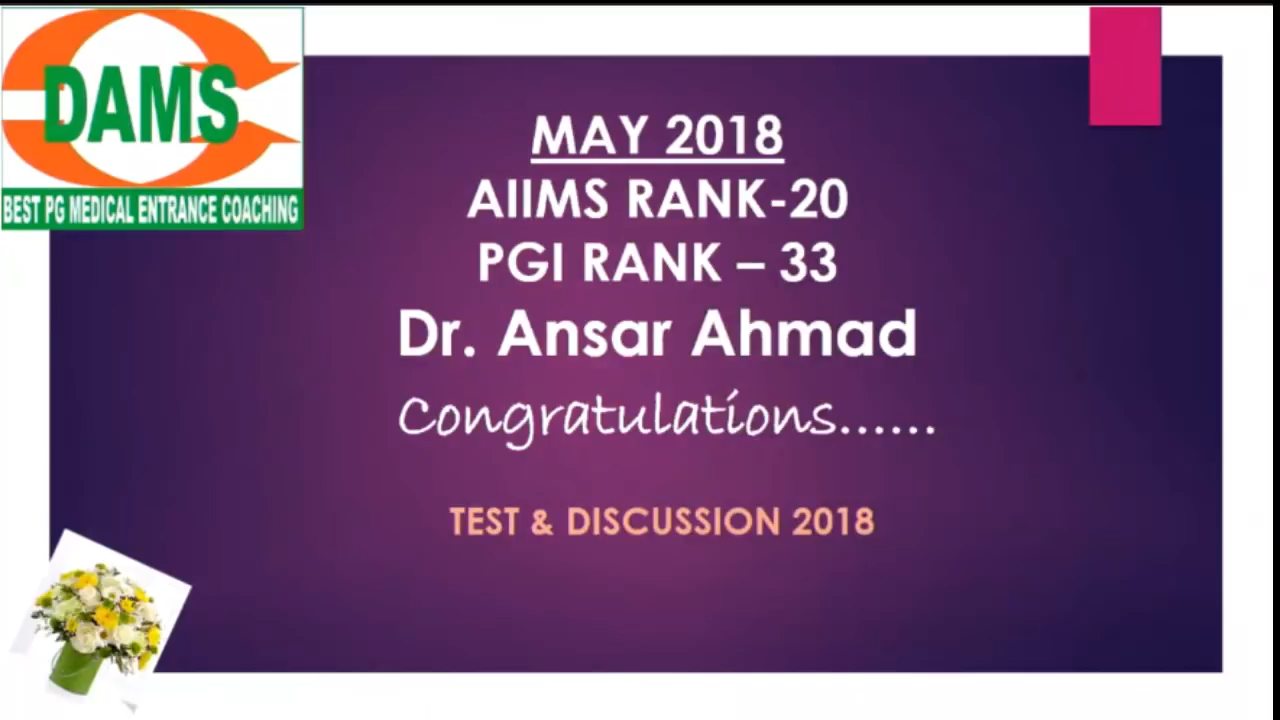 DAMS
BEST PG MEDICAL ENTRANCE COACHING
MAY 2018
AIIMS RANK-20
PGI RANK – 33
Dr. Ansar Ahmad
Congratulations......
TEST & DISCUSSION 2018